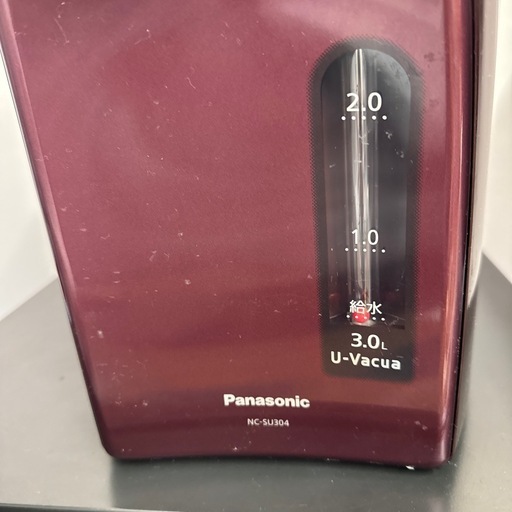 2.0
1.0
給水
3.0L
U-Vacua
Panasonic
NC-SU304